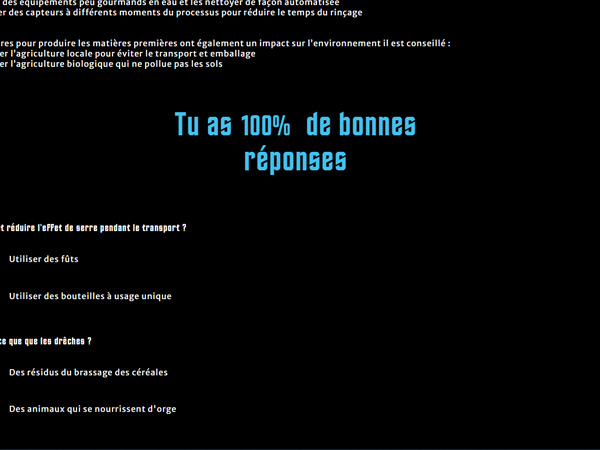 des équipements peu gourmands en eau et les nettoyer de façon automatisée
er des capteurs à différents moments du processus pour réduire le temps du rinçage
res pour produire les matières premières ont également un impact sur l'environnement il est conseillé :
er l'agriculture locale pour éviter le transport et emballage
er l'agriculture biologique qui ne pollue pas les sols
Tu as 100% de bonnes
réponses
t réduire l'effet de serre pendant le transport ?
Utiliser des fûts
Utiliser des bouteilles à usage unique
ce que que les drêches ?
Des résidus du brassage des céréales
Des animaux qui se nourrissent d'orge